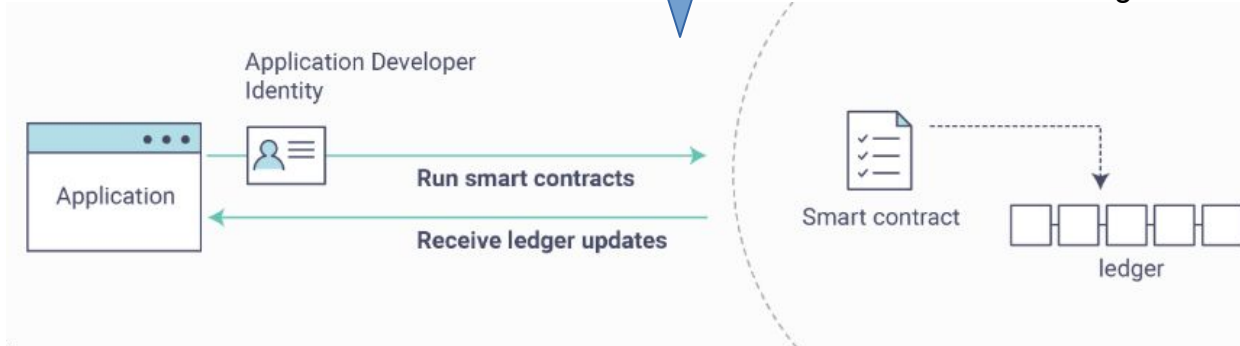 Application Developer
Identity
Application
Run smart contracts
Receive ledger updates
Smart contract
ledger